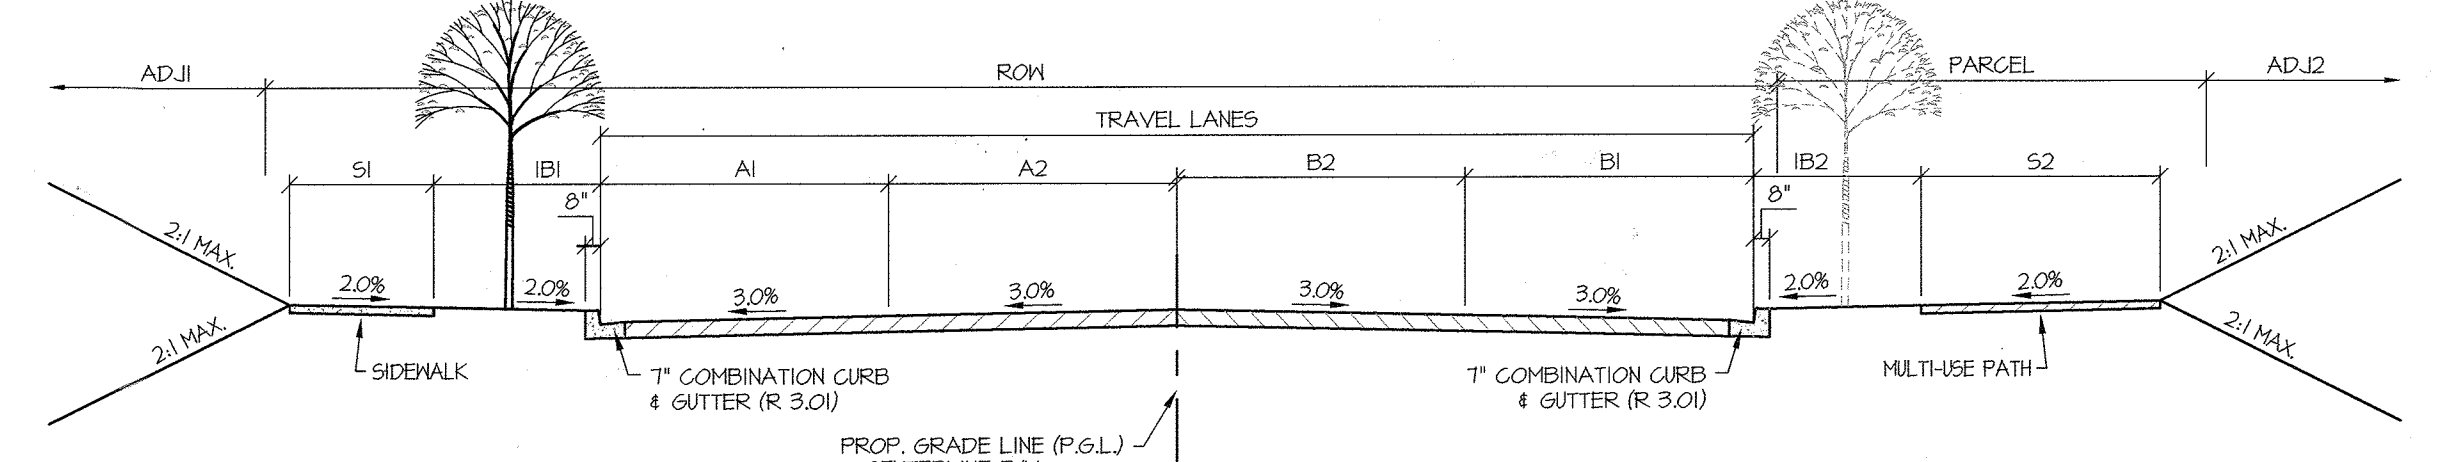 ADJ1 ROW PARCEL ADJ2
TRAVEL LANES
S1 IB1 A1 A2 B2 B1 IB2 S2
8" 8"
2:1 MAX. 2:1 MAX.
2.0% 2.0% 3.0% 3.0% 3.0% 3.0% 2.0% 2.0%
2:1 MAX. 2:1 MAX.
SIDEWALK
7" COMBINATION CURB
& GUTTER (R 3.01)
7" COMBINATION CURB
& GUTTER (R 3.01)
MULTI-USE PATH
PROP. GRADE LINE (P.G.L.)